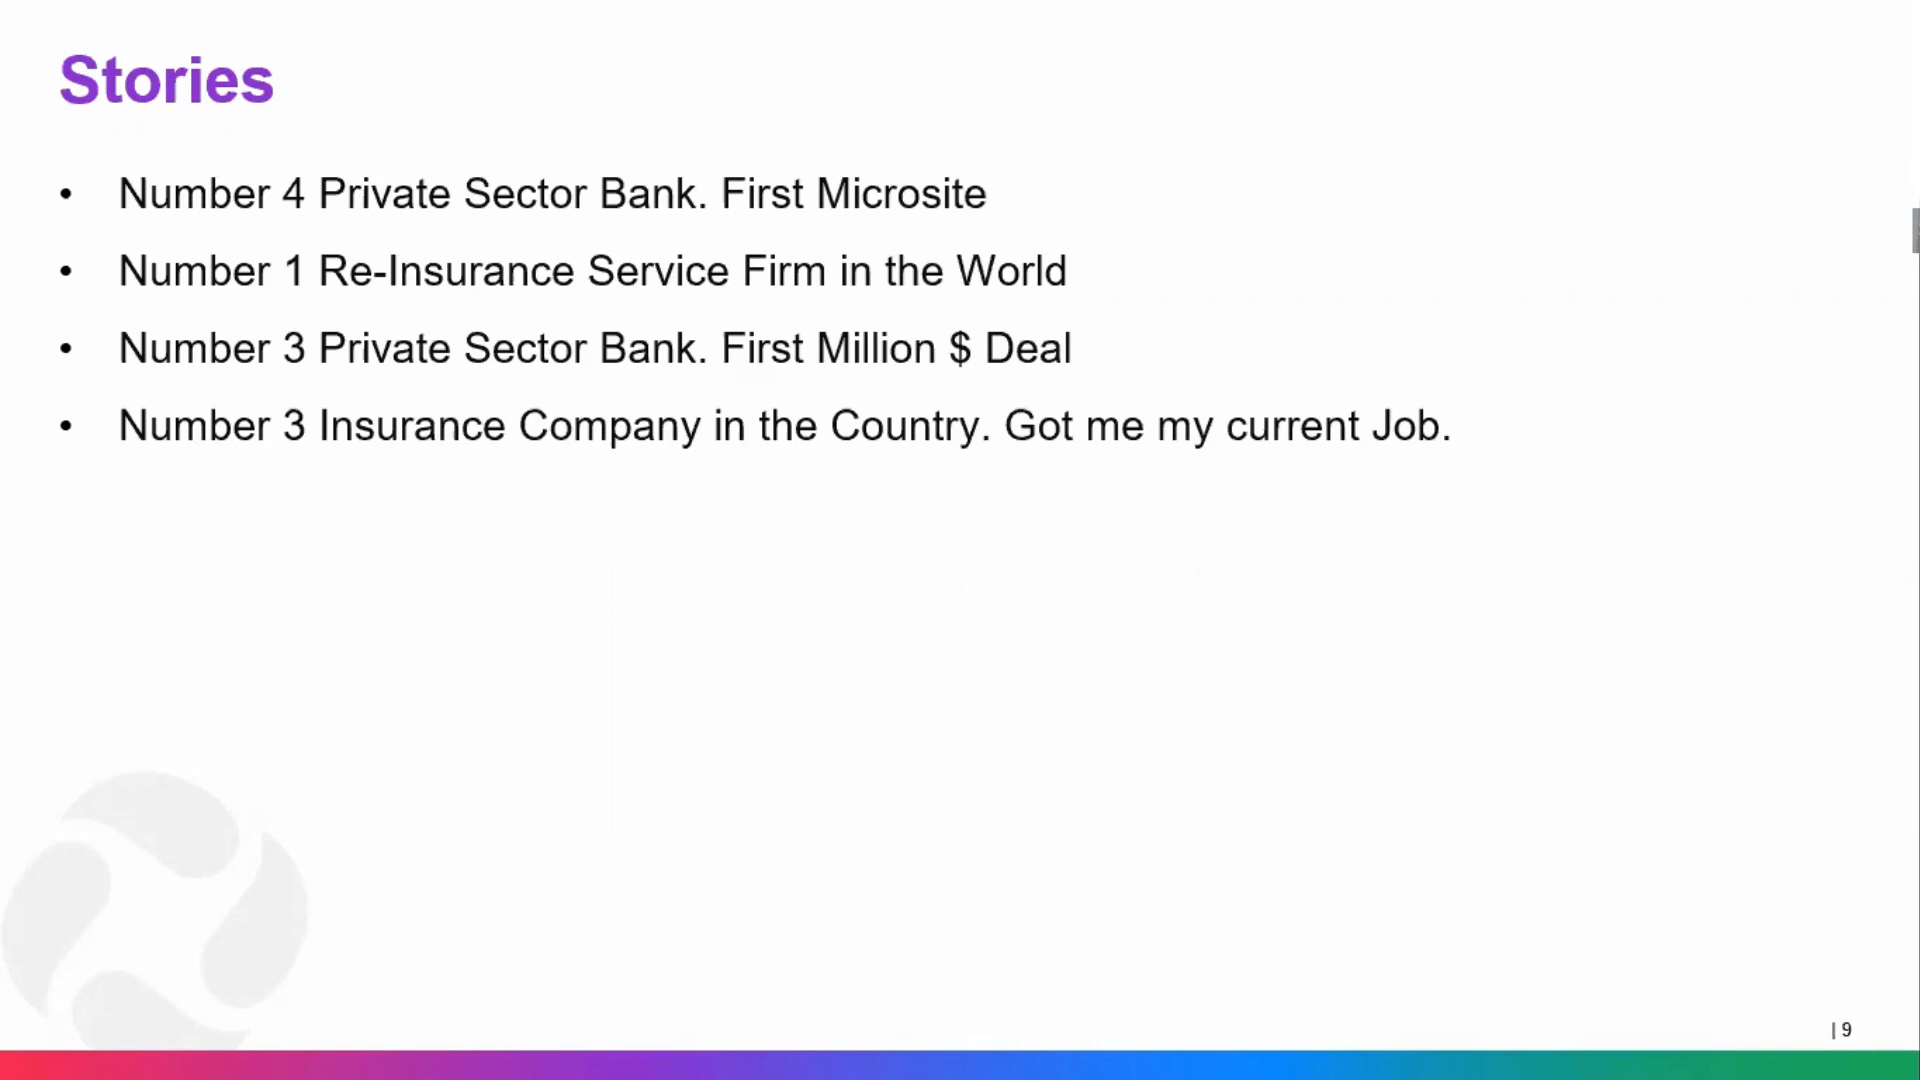 Stories
• Number 4 Private Sector Bank. First Microsite
• Number 1 Re-Insurance Service Firm in the World
• Number 3 Private Sector Bank. First Million $ Deal
• Number 3 Insurance Company in the Country. Got me my current Job.
| 9